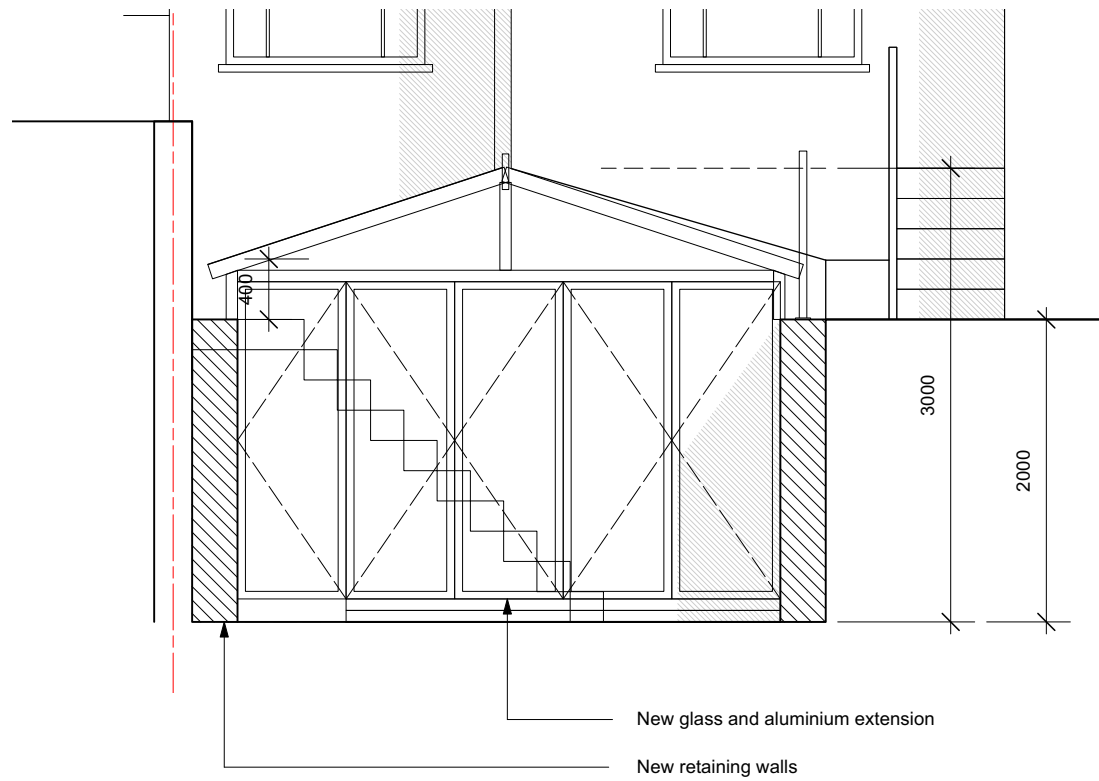 400
3000
2000
New glass and aluminium extension
New retaining walls